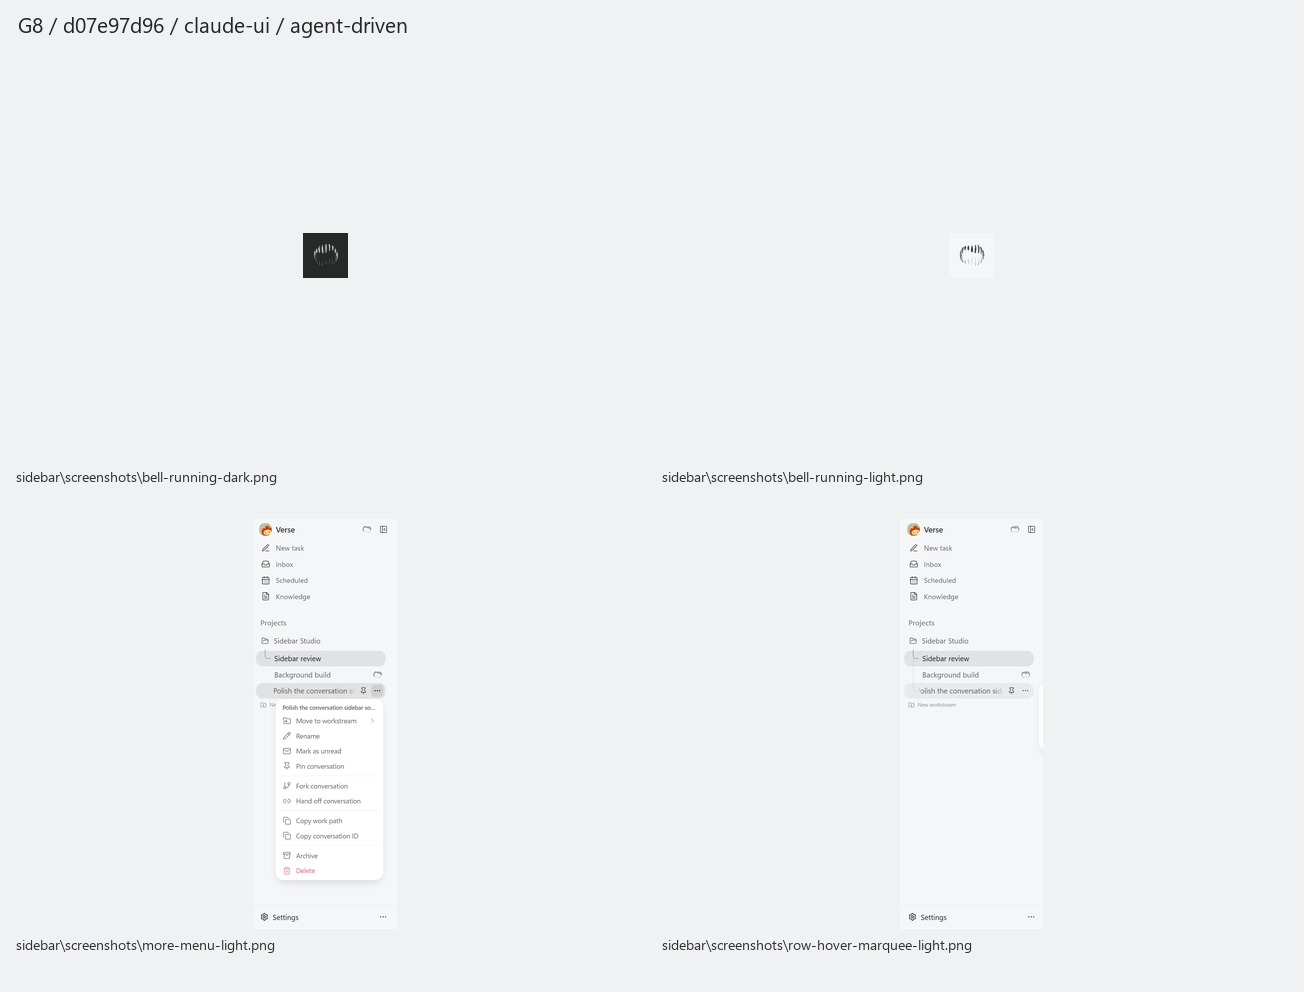 G8 / d07e97d96 / claude-ui / agent-driven
sidebar\screenshots\bell-running-dark.png
sidebar\screenshots\bell-running-light.png
Verse
New task
Inbox
Scheduled
Knowledge
Projects
Sidebar Studio
Sidebar review
Background build
Polish the conversation s
Ne
Polish the conversation sidebar so...
Move to workstream
Rename
Mark as unread
Pin conversation
Fork conversation
Hand off conversation
Copy work path
Copy conversation ID
Archive
Delete
Settings
sidebar\screenshots\more-menu-light.png
Verse
New task
Inbox
Scheduled
Knowledge
Projects
Sidebar Studio
Sidebar review
Background build
olish the conversation sid
New workstream
Settings
sidebar\screenshots\row-hover-marquee-light.png